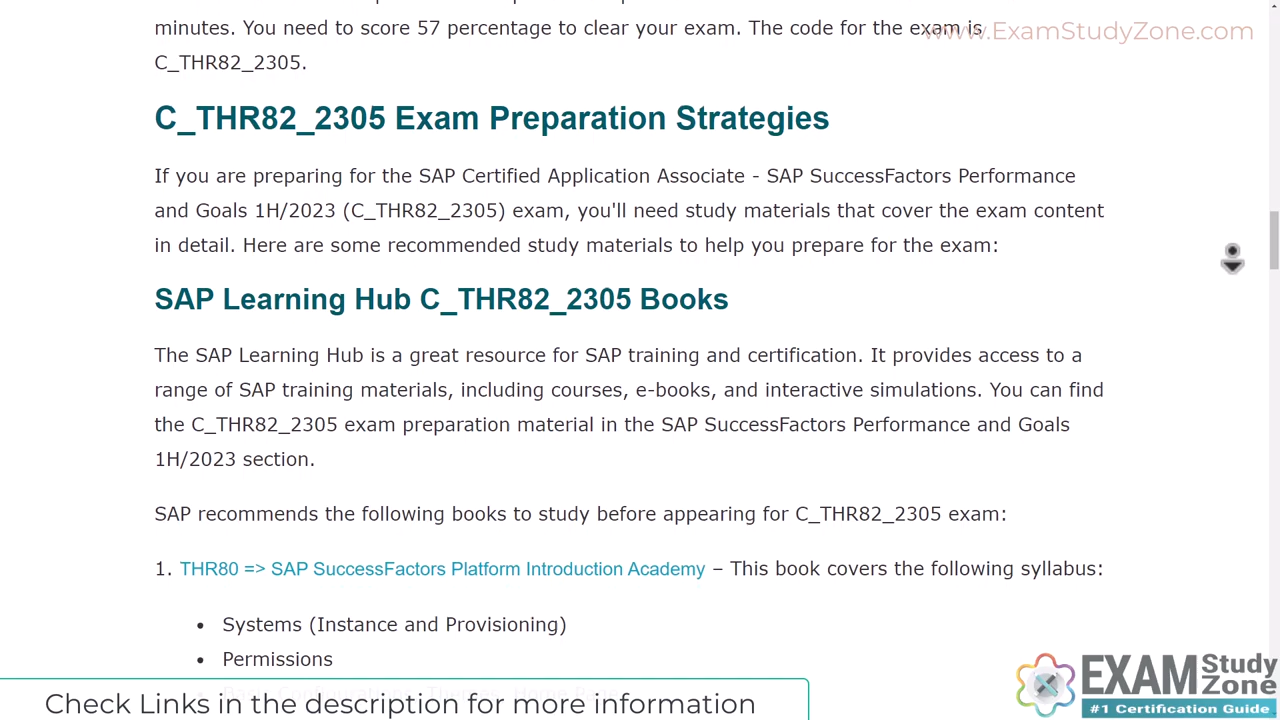 minutes. You need to score 57 percentage to clear your exam. The code for the exam is
www.ExamStudyZone.com
C_THR82_2305.
C_THR82_2305 Exam Preparation Strategies
If you are preparing for the SAP Certified Application Associate - SAP SuccessFactors Performance
and Goals 1H/2023 (C_THR82_2305) exam, you'll need study materials that cover the exam content
in detail. Here are some recommended study materials to help you prepare for the exam:
SAP Learning Hub C_THR82_2305 Books
The SAP Learning Hub is a great resource for SAP training and certification. It provides access to a
range of SAP training materials, including courses, e-books, and interactive simulations. You can find
the C_THR82_2305 exam preparation material in the SAP SuccessFactors Performance and Goals
1H/2023 section.
SAP recommends the following books to study before appearing for C_THR82_2305 exam:
1. THR80 => SAP SuccessFactors Platform Introduction Academy – This book covers the following syllabus:
• Systems (Instance and Provisioning)
• Permissions
Check Links in the description for more information
EXAM Study Zone
#1 Certification Guide